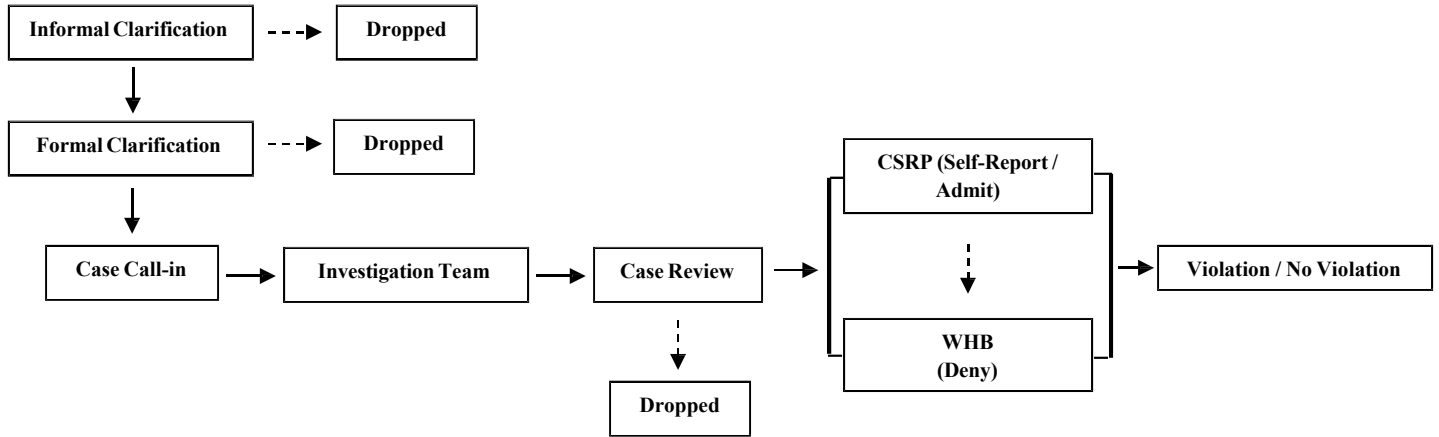 Informal Clarification
Dropped
Formal Clarification
Dropped
Case Call-in
Investigation Team
Case Review
Dropped
CSRP (Self-Report /
Admit)
WHB
(Deny)
Violation / No Violation